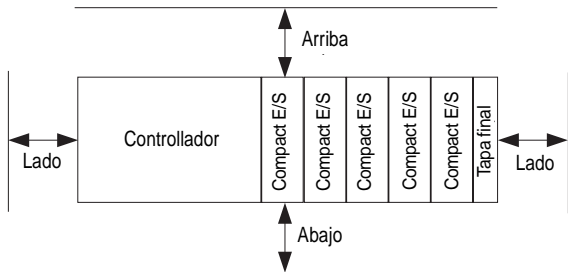 Arriba
Lado
Controllador
Compact E/S
Compact E/S
Compact E/S
Compact E/S
Compact E/S
Tapa final
Lado
Abajo